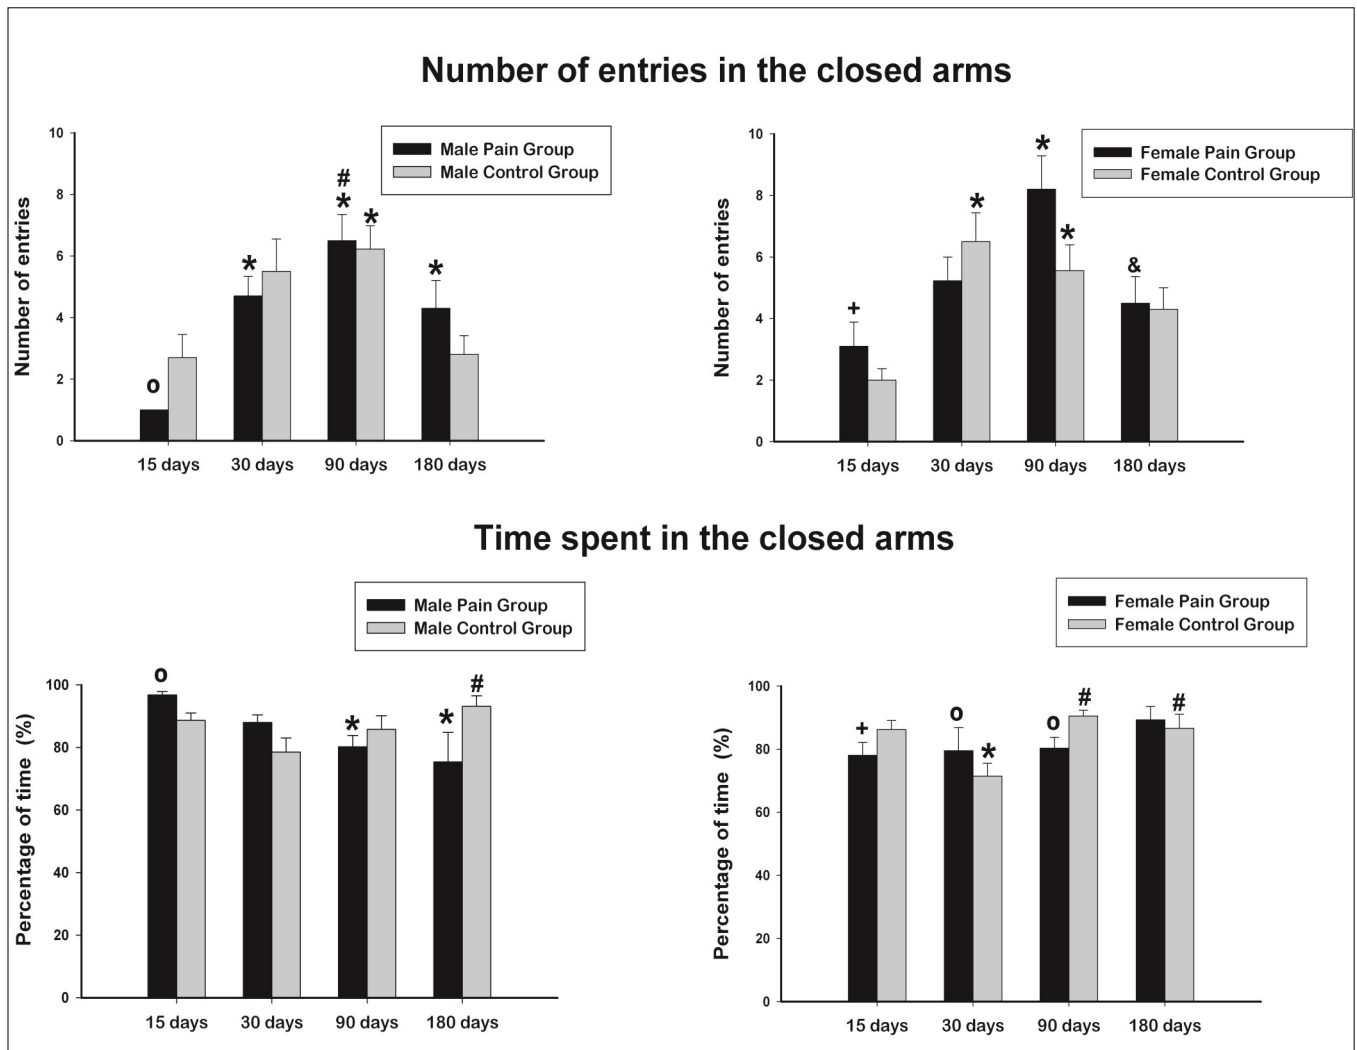 Number of entries in the closed arms
Male Pain Group
Male Control Group
Number of entries
10
8
6
4
2
0
o
*
#
*
*
*
15 days
30 days
90 days
180 days
Female Pain Group
Female Control Group
Number of entries
10
8
6
4
2
0
+
*
*
*
&
15 days
30 days
90 days
180 days
Time spent in the closed arms
Male Pain Group
Male Control Group
Percentage of time (%)
100
80
60
40
20
0
o
*
*
#
15 days
30 days
90 days
180 days
Female Pain Group
Female Control Group
Percentage of time (%)
100
80
60
40
20
0
+
o
*
o
#
#
15 days
30 days
90 days
180 days